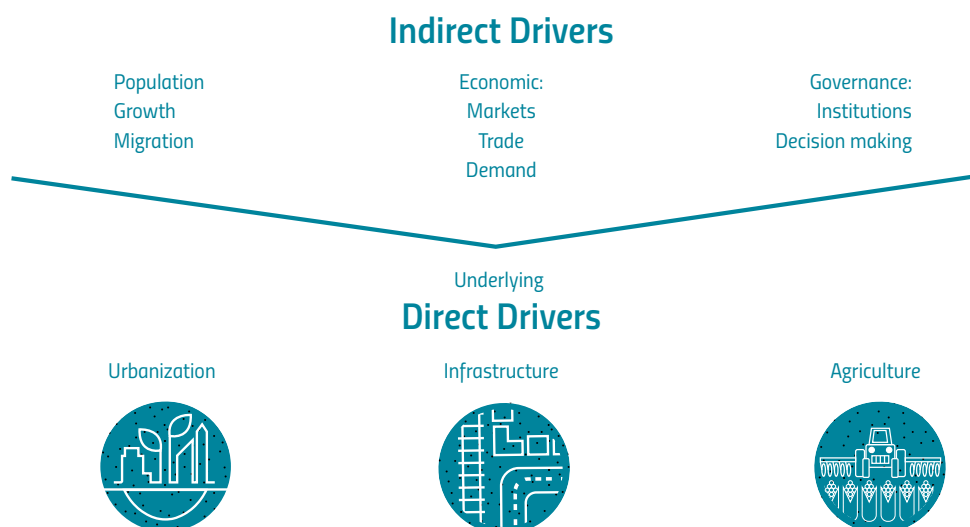 Indirect Drivers
Population
Growth
Migration
Economic:
Markets
Trade
Demand
Governance:
Institutions
Decision making
Underlying
Direct Drivers
Urbanization
Infrastructure
Agriculture